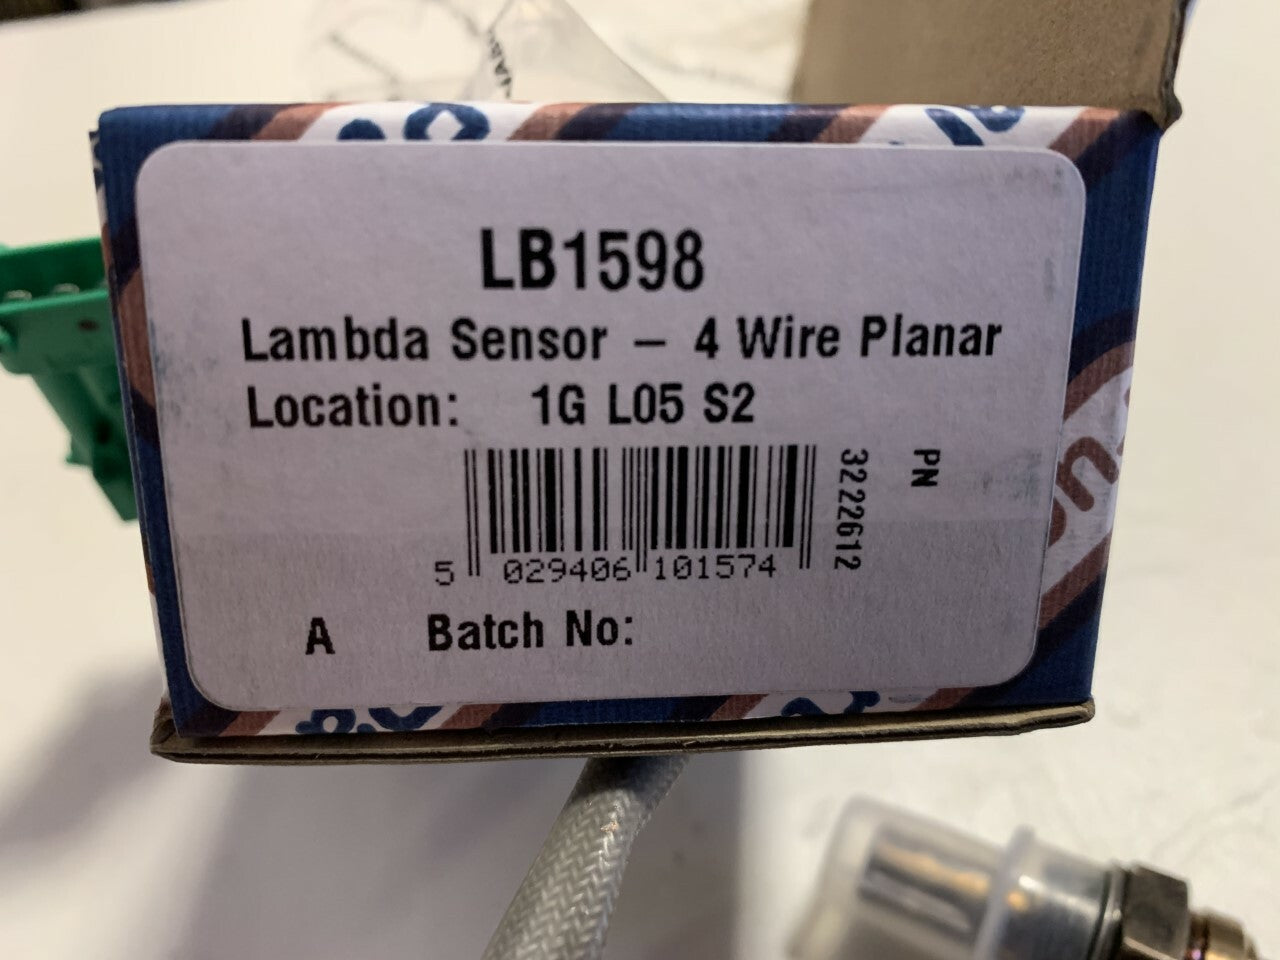 LB1598
Lambda Sensor – 4 Wire Planar
Location: 1G L05 S2
5 029406 101574
3222612
PN
A Batch No: